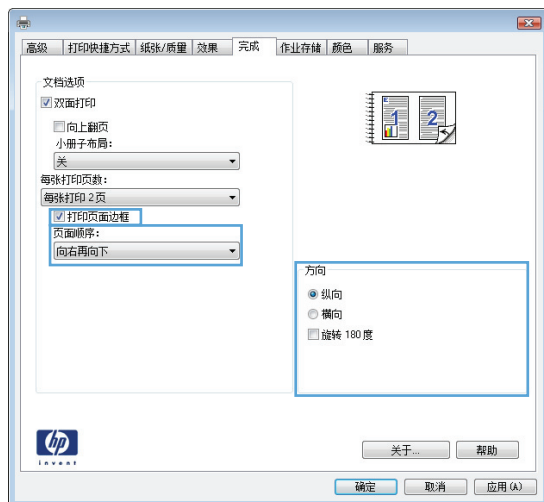 高级 打印快捷方式 纸张/质量 效果 完成 作业存储 颜色 服务
文档选项
双面打印
向上翻页
小册子布局:
关
每张打印页数:
每张打印 2 页
打印页面边框
页面顺序:
向右再向下
1 2
方向
纵向
横向
旋转 180 度
hp
invent
关于... 帮助
确定 取消 应用 (A)